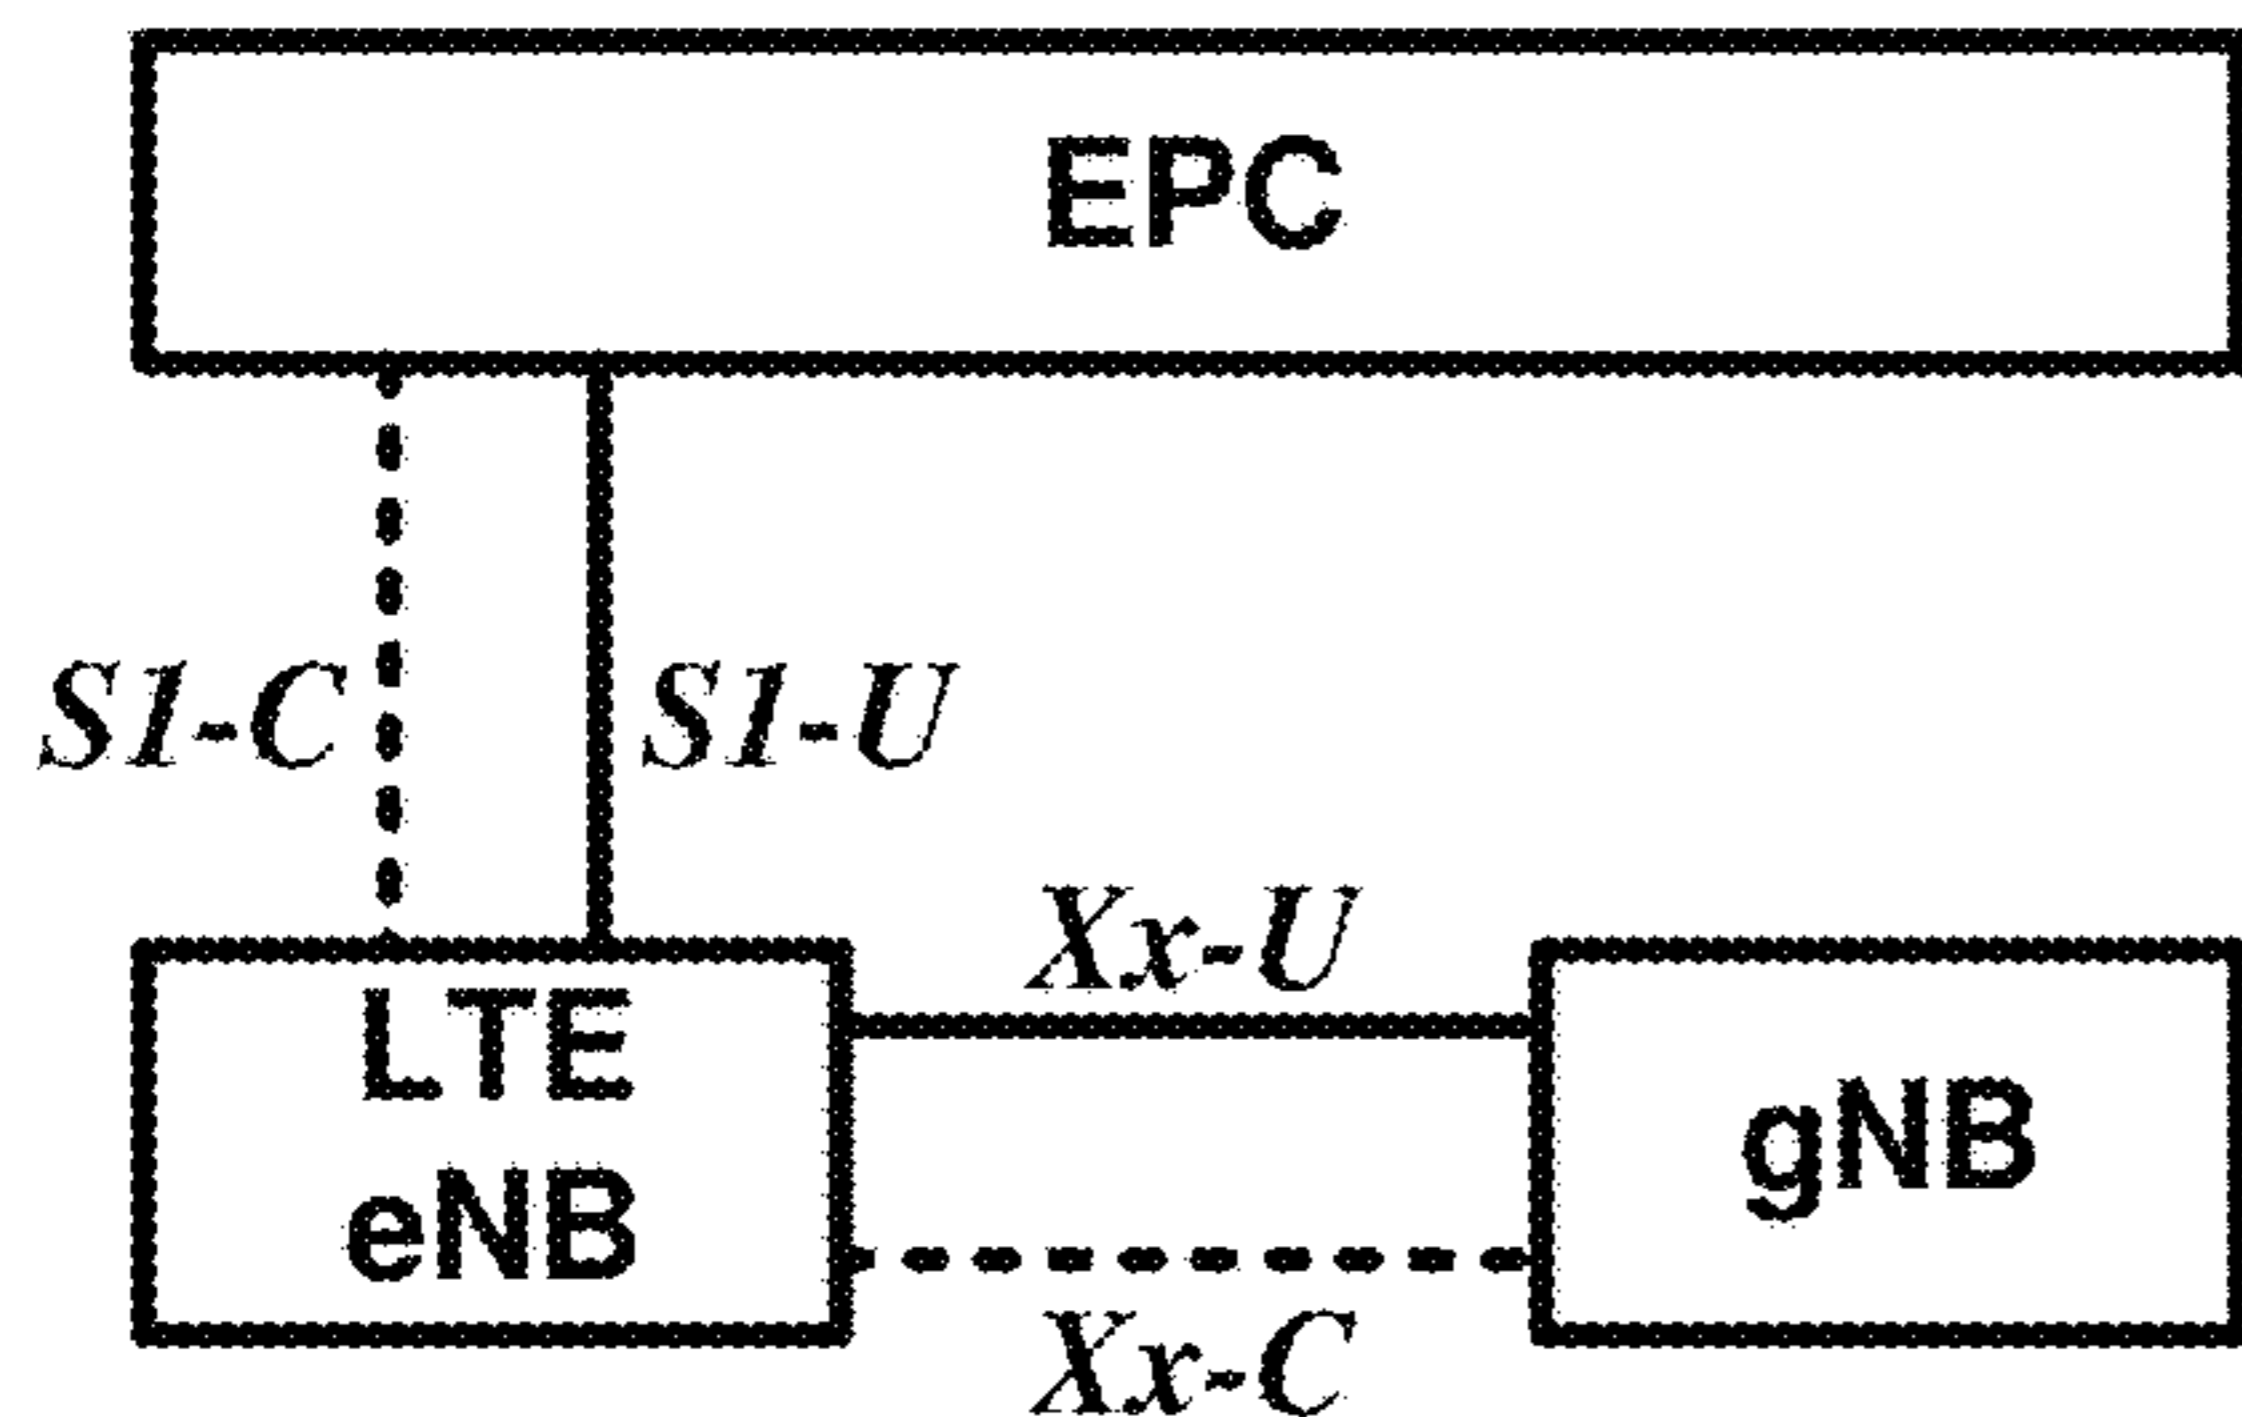 EPC
S1-C
S1-U
Xx-U
LTE
eNB
gNB
Xx-C